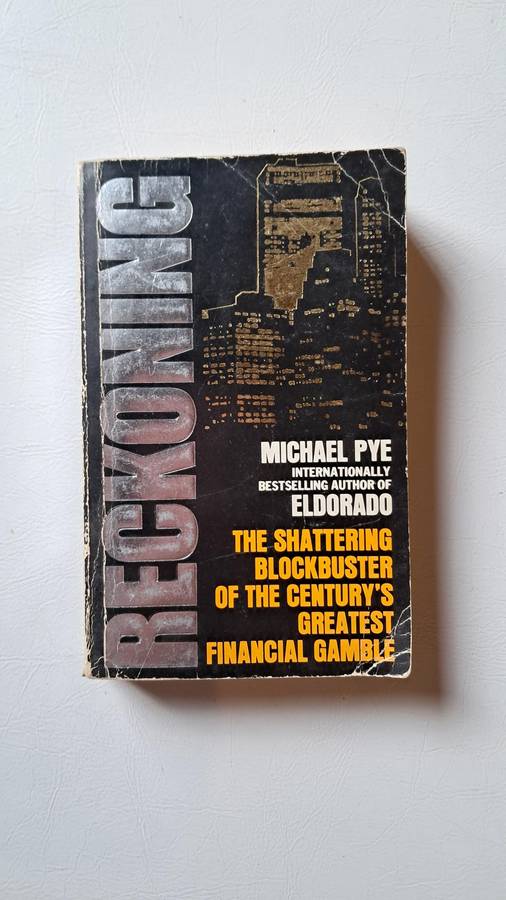 RECKONING
MICHAEL PYE
INTERNATIONALLY
BESTSELLING AUTHOR OF
ELDORADO
THE SHATTERING
BLOCKBUSTER
OF THE CENTURY'S
GREATEST
FINANCIAL GAMBLE